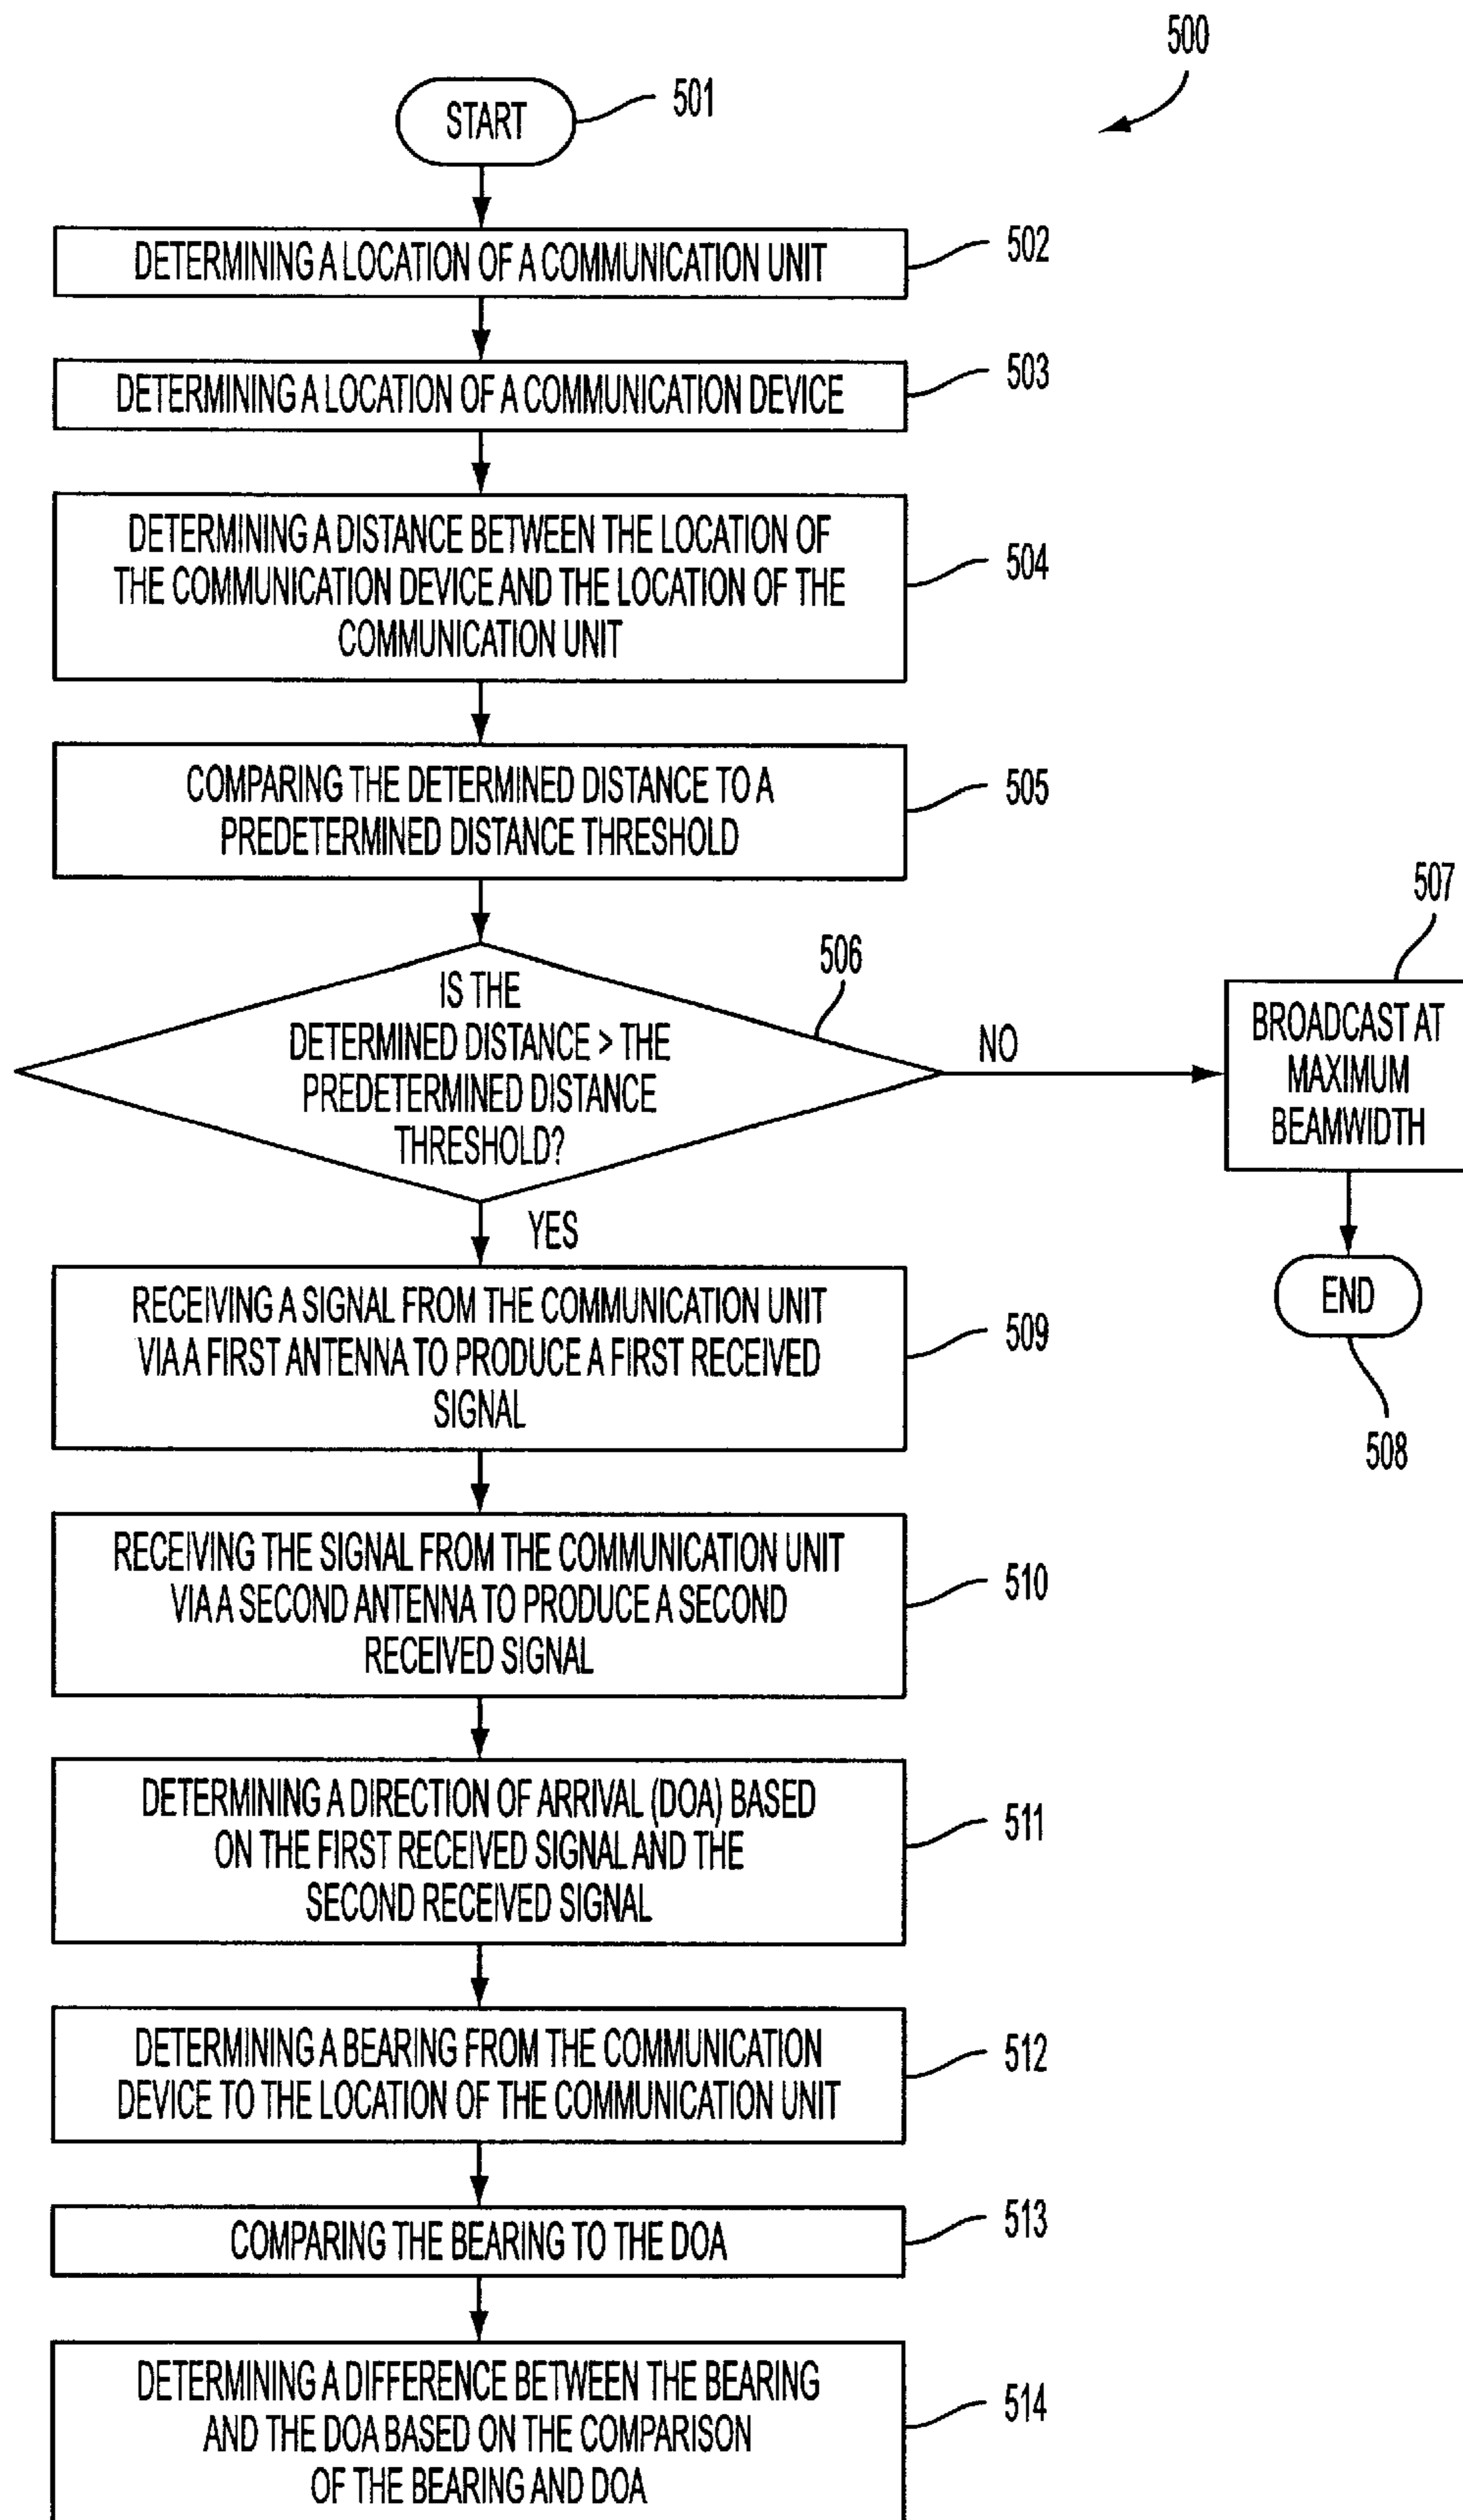 500
START
501
DETERMINING A LOCATION OF A COMMUNICATION UNIT
502
DETERMINING A LOCATION OF A COMMUNICATION DEVICE
503
DETERMINING A DISTANCE BETWEEN THE LOCATION OF
THE COMMUNICATION DEVICE AND THE LOCATION OF THE
COMMUNICATION UNIT
504
COMPARING THE DETERMINED DISTANCE TO A
PREDETERMINED DISTANCE THRESHOLD
505
IS THE
DETERMINED DISTANCE > THE
PREDETERMINED DISTANCE
THRESHOLD?
506
NO
507
BROADCAST AT
MAXIMUM
BEAMWIDTH
END
508
YES
RECEIVING A SIGNAL FROM THE COMMUNICATION UNIT
VIA A FIRST ANTENNA TO PRODUCE A FIRST RECEIVED
SIGNAL
509
RECEIVING THE SIGNAL FROM THE COMMUNICATION UNIT
VIA A SECOND ANTENNA TO PRODUCE A SECOND
RECEIVED SIGNAL
510
DETERMINING A DIRECTION OF ARRIVAL (DOA) BASED
ON THE FIRST RECEIVED SIGNAL AND THE
SECOND RECEIVED SIGNAL
511
DETERMINING A BEARING FROM THE COMMUNICATION
DEVICE TO THE LOCATION OF THE COMMUNICATION UNIT
512
COMPARING THE BEARING TO THE DOA
513
DETERMINING A DIFFERENCE BETWEEN THE BEARING
AND THE DOA BASED ON THE COMPARISON
OF THE BEARING AND DOA
514